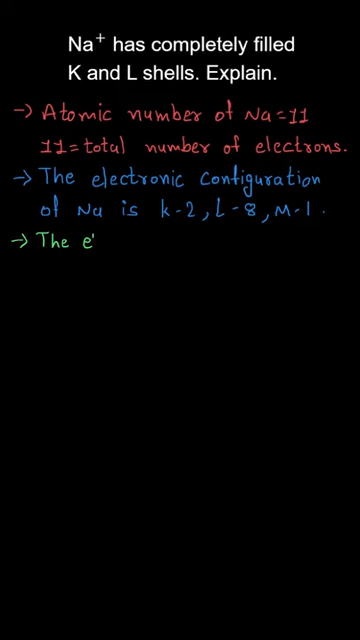 Na⁺ has completely filled
K and L shells. Explain.
→ Atomic number of Na = 11
11 = total number of electrons.
→ The electronic configuration
of Na is K - 2, L - 8, M - 1.
→ The e